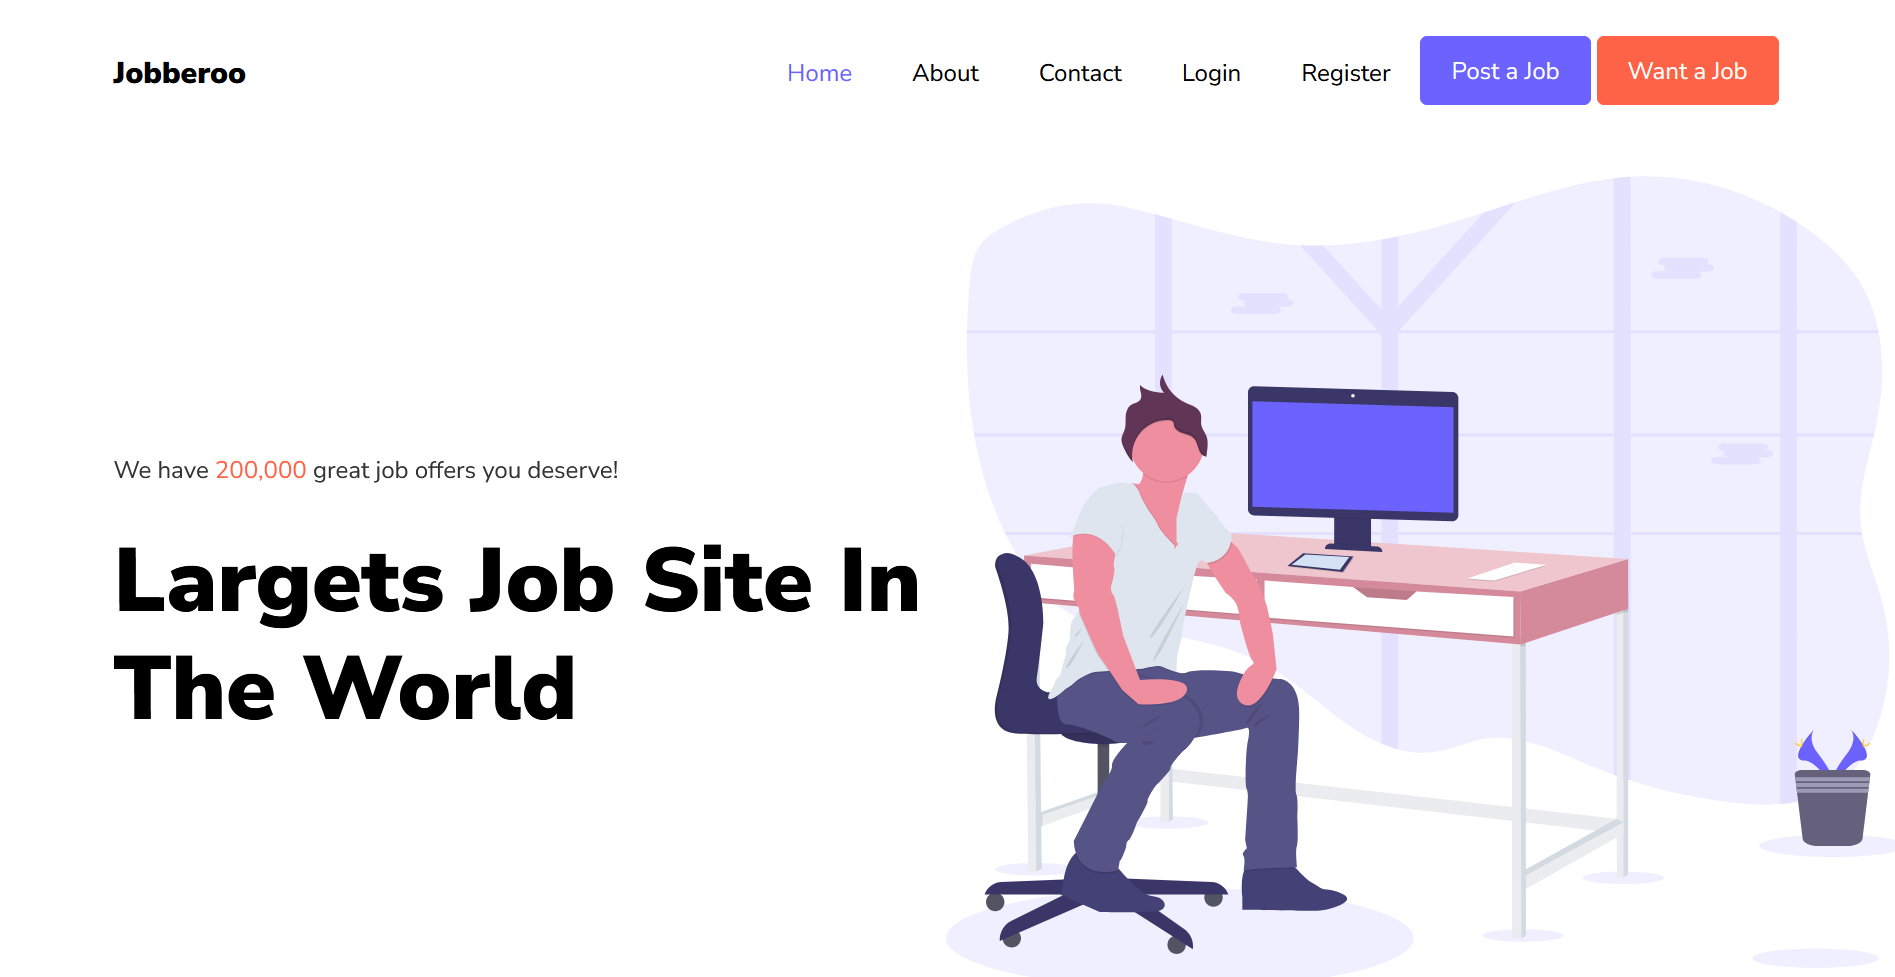 Jobberoo
Home About Contact Login Register Post a Job Want a Job
We have 200,000 great job offers you deserve!
Largets Job Site In
The World